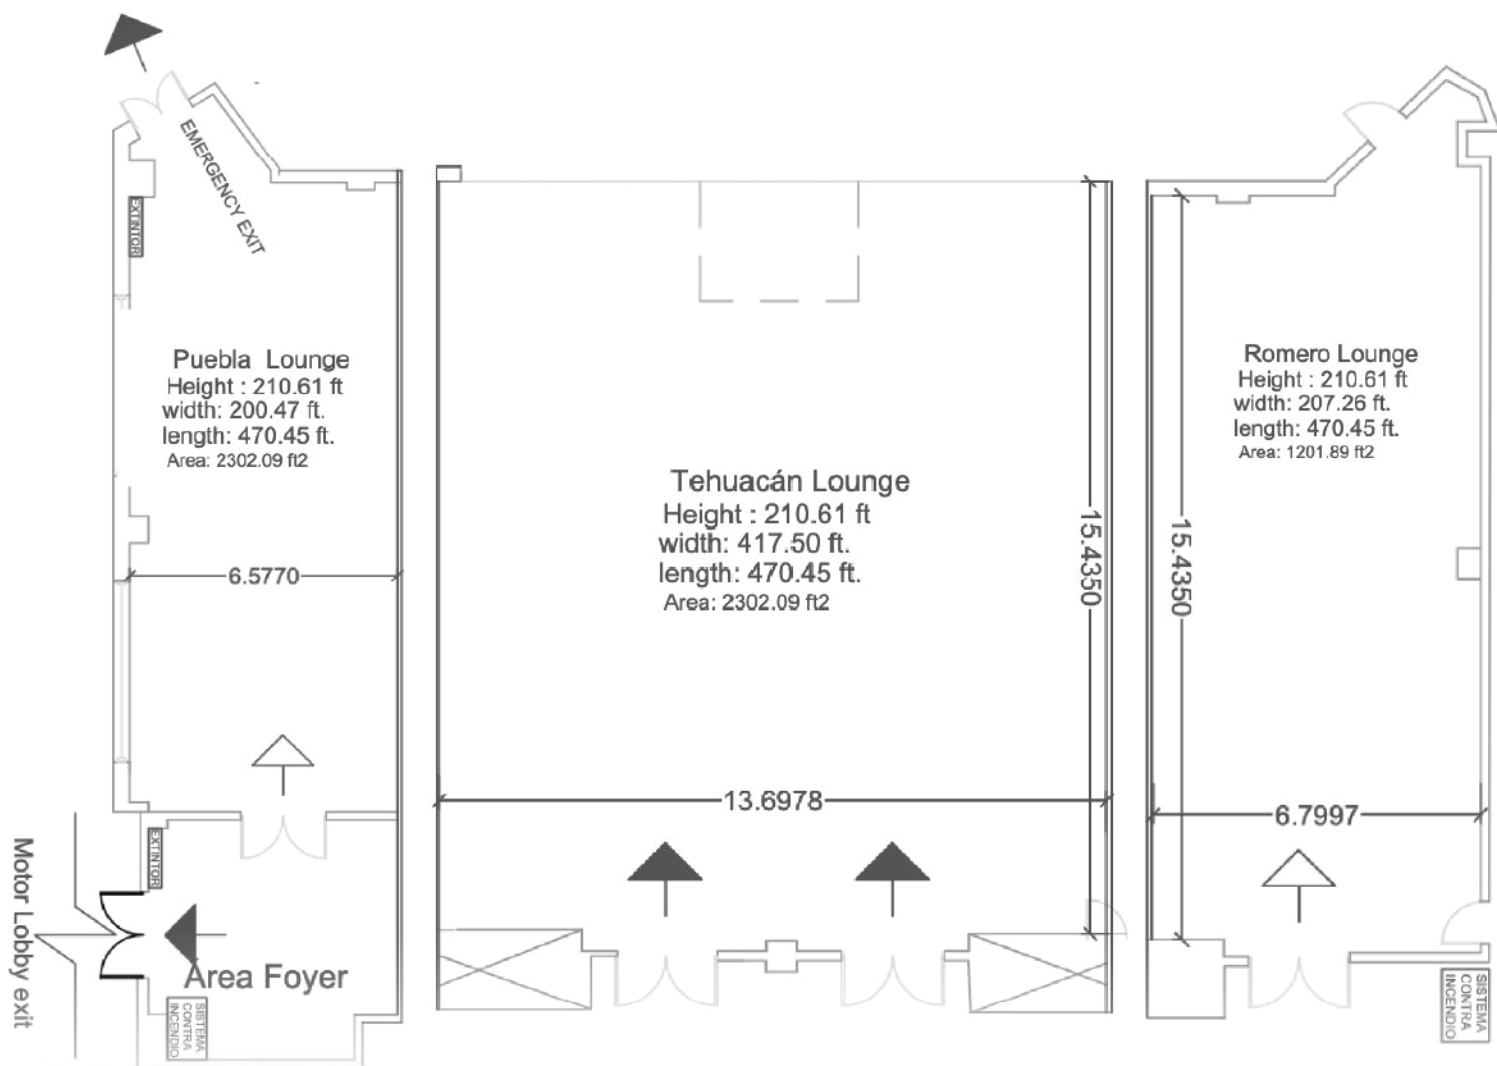 EMERGENCY EXIT
EXTINTOR
Puebla Lounge
Height : 210.61 ft
width: 200.47 ft.
length: 470.45 ft.
Area: 2302.09 ft2
6.5770
EXTINTOR
Motor Lobby exit
Área Foyer
SISTEMA
CONTRA
INCENDIO
Tehuacán Lounge
Height : 210.61 ft
width: 417.50 ft.
length: 470.45 ft.
Area: 2302.09 ft2
15.4350
13.6978
Romero Lounge
Height : 210.61 ft
width: 207.26 ft.
length: 470.45 ft.
Area: 1201.89 ft2
15.4350
6.7997
SISTEMA
CONTRA
INCENDIO